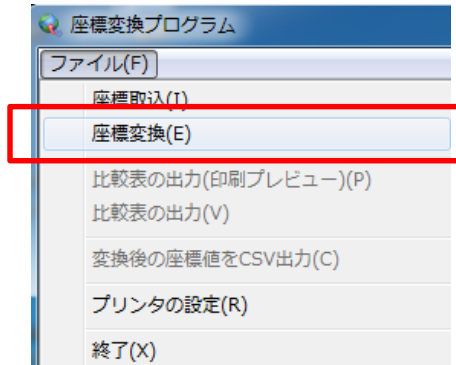 座標変換プログラム
ファイル(F)
座標取込(I)
座標変換(E)
比較表の出力(印刷プレビュー)(P)
比較表の出力(V)
変換後の座標値をCSV出力(C)
プリンタの設定(R)
終了(X)